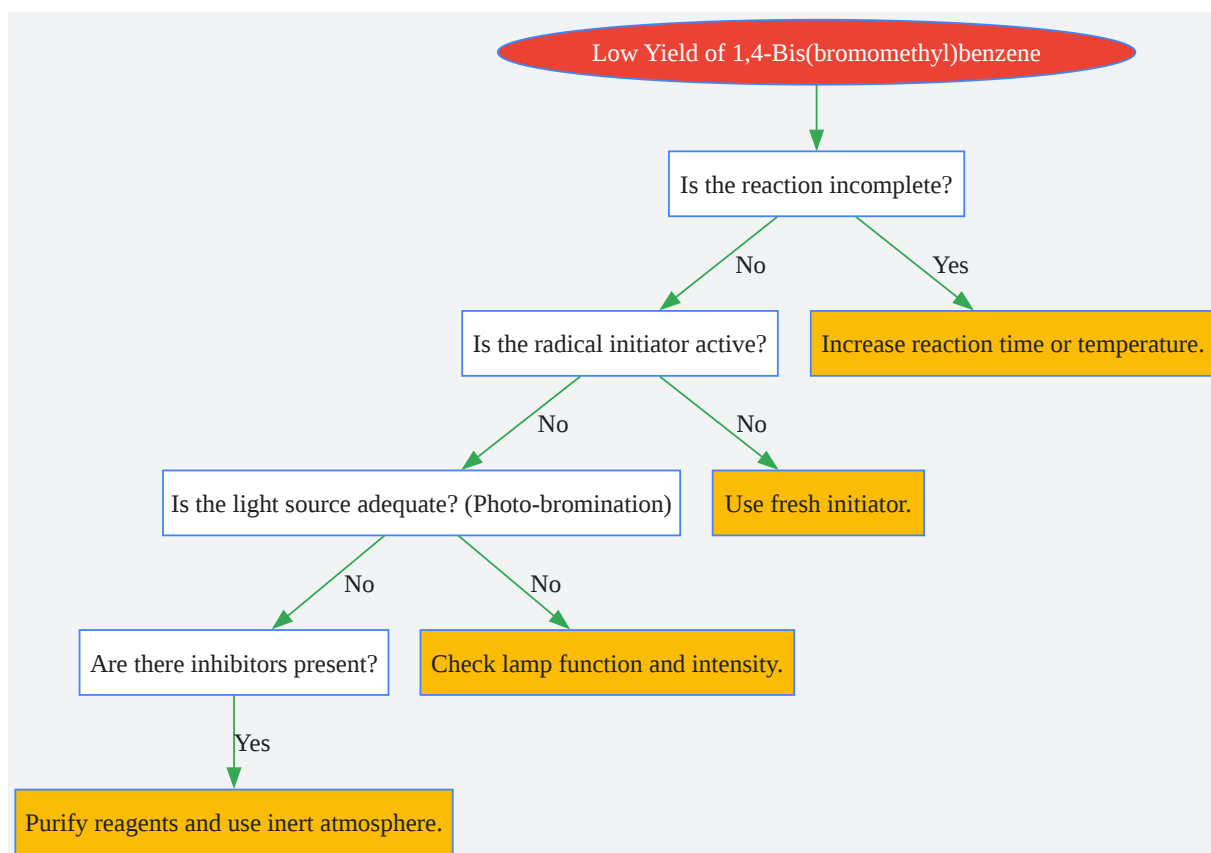 Low Yield of 1,4-Bis(bromomethyl)benzene
Is the reaction incomplete?
No
Yes
Is the radical initiator active?
Increase reaction time or temperature.
No
No
Is the light source adequate? (Photo-bromination)
Use fresh initiator.
No
No
Are there inhibitors present?
Check lamp function and intensity.
Yes
Purify reagents and use inert atmosphere.